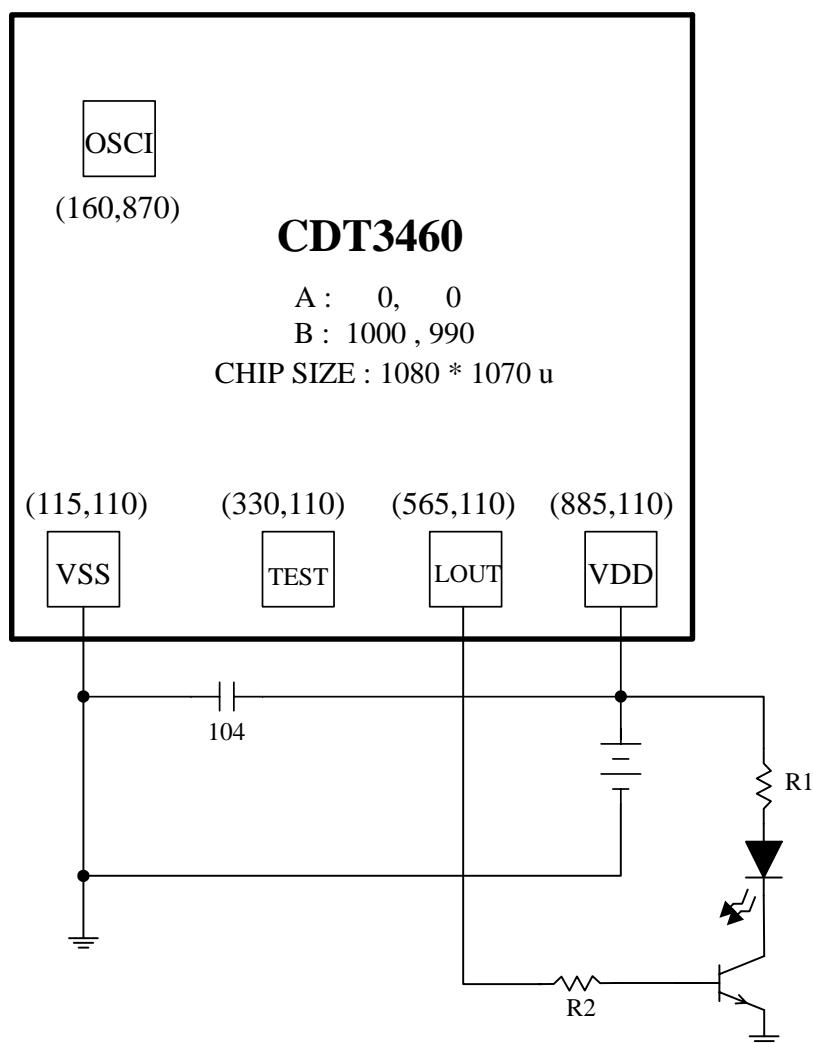 OSCI
(160,870)
CDT3460
A : 0, 0
B : 1000 , 990
CHIP SIZE : 1080 * 1070 u
(115,110) (330,110) (565,110) (885,110)
VSS TEST LOUT VDD
104
R1
R2